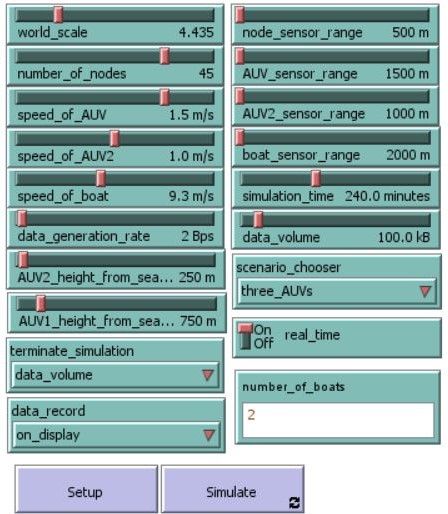 world_scale 4.435
number_of_nodes 45
speed_of_AUV 1.5 m/s
speed_of_AUV2 1.0 m/s
speed_of_boat 9.3 m/s
data_generation_rate 2 Bps
AUV2_height_from_sea... 250 m
AUV1_height_from_sea... 750 m
terminate_simulation
data_volume
data_record
on_display
node_sensor_range 500 m
AUV_sensor_range 1500 m
AUV2_sensor_range 1000 m
boat_sensor_range 2000 m
simulation_time 240.0 minutes
data_volume 100.0 kB
scenario_chooser
three_AUVs
On
Off
real_time
number_of_boats
2
Setup
Simulate